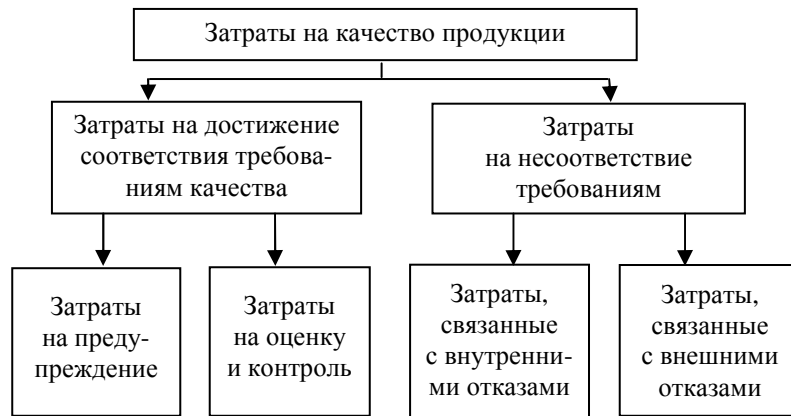 Затраты на качество продукции
Затраты на достижение
соответствия требова-
ниям качества
Затраты
на несоответствие
требованиям
Затраты
на преду-
преждение
Затраты
на оценку
и контроль
Затраты,
связанные
с внутренни-
ми отказами
Затраты,
связанные
с внешними
отказами